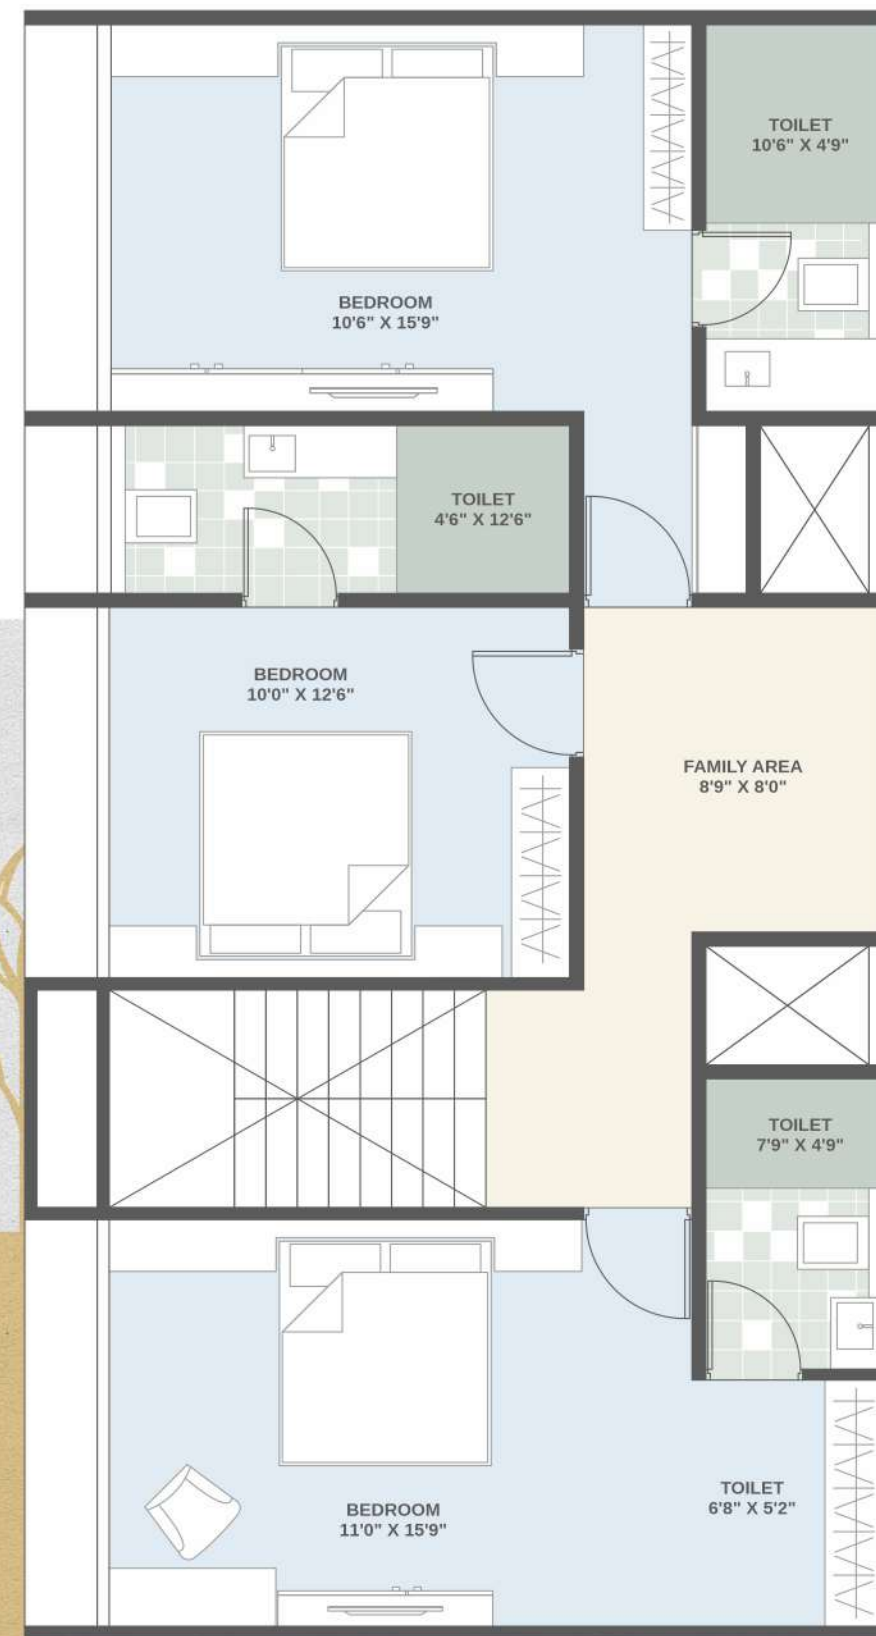 TOILET
10'6" X 4'9"
BEDROOM
10'6" X 15'9"
TOILET
4'6" X 12'6"
BEDROOM
10'0" X 12'6"
FAMILY AREA
8'9" X 8'0"
TOILET
7'9" X 4'9"
BEDROOM
11'0" X 15'9"
TOILET
6'8" X 5'2"